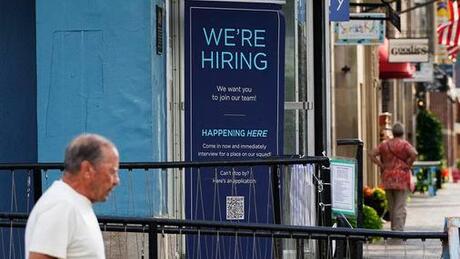 WE'RE
HIRING
We want you
to join our team!
HAPPENING HERE
Come in now and immediately
interview for a place on our squad!
Can't stop by?
Here's an application